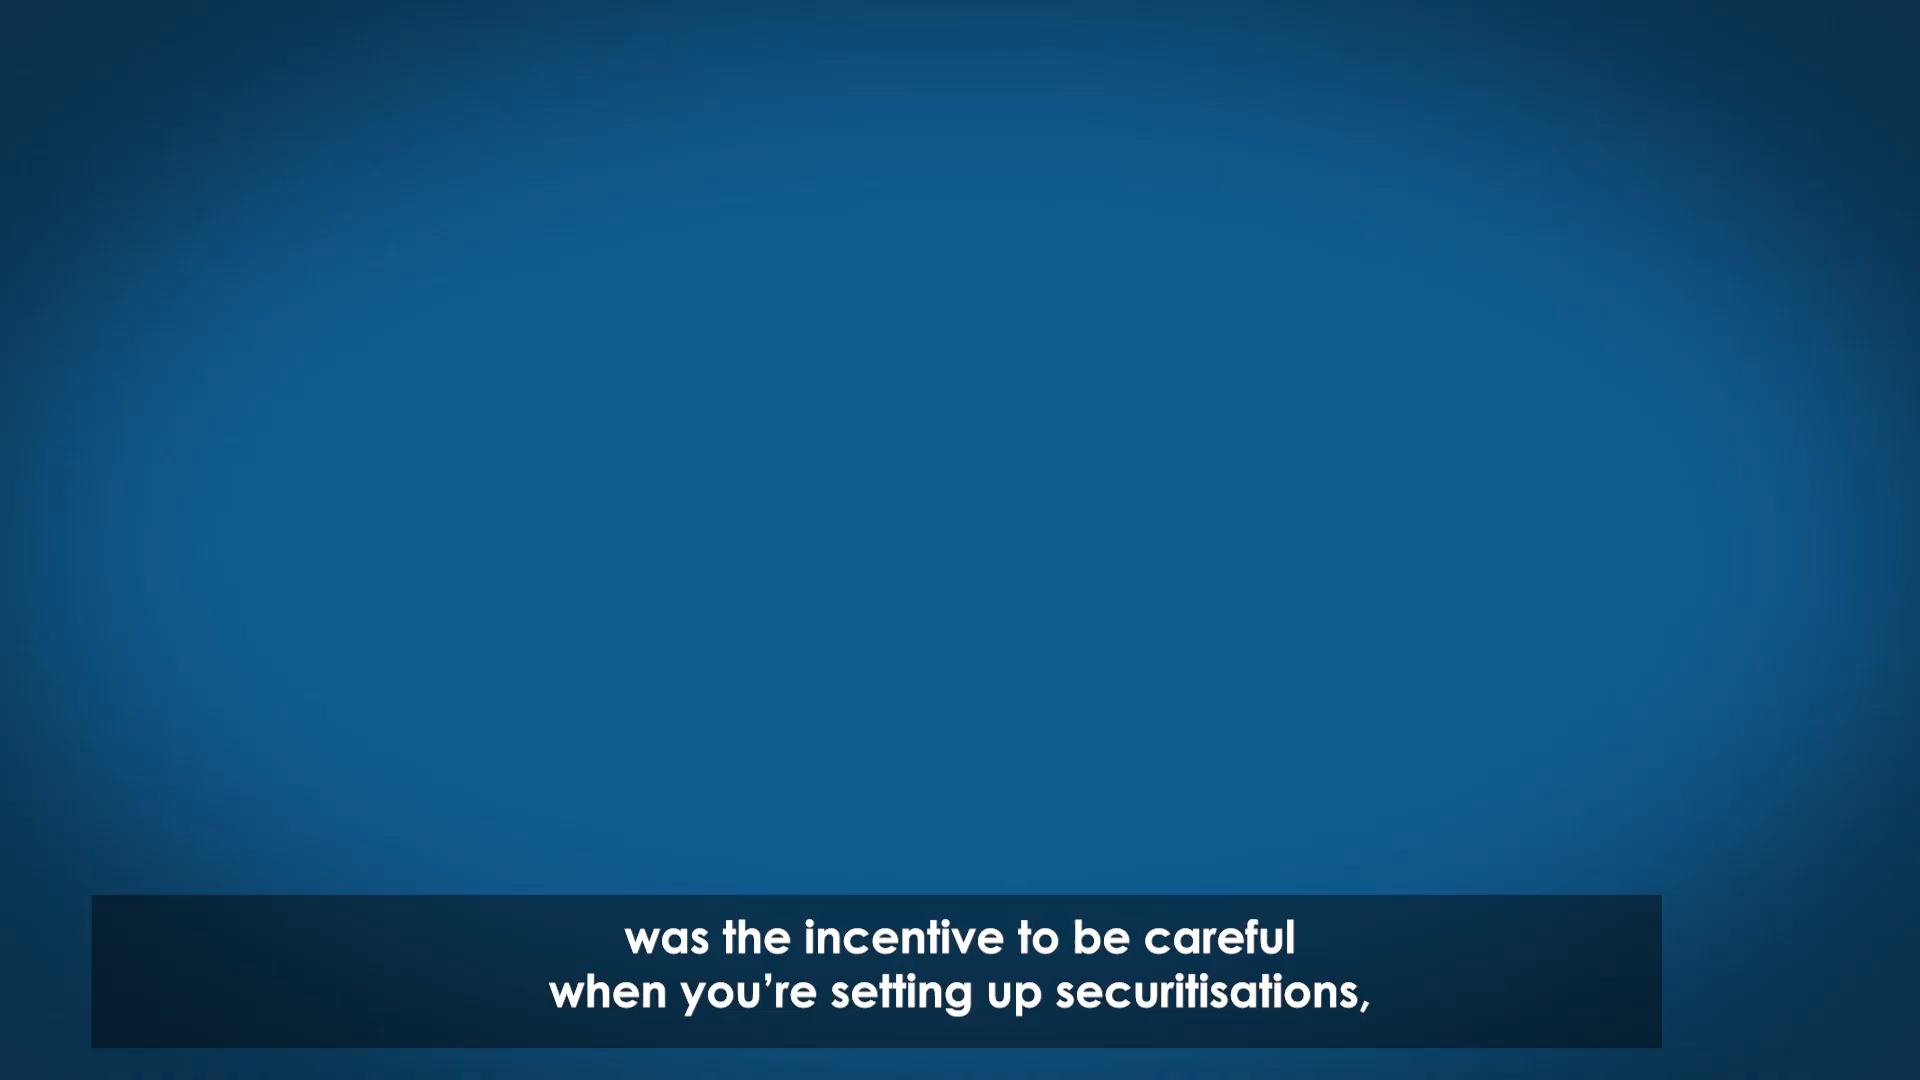 was the incentive to be careful
when you’re setting up securitisations,